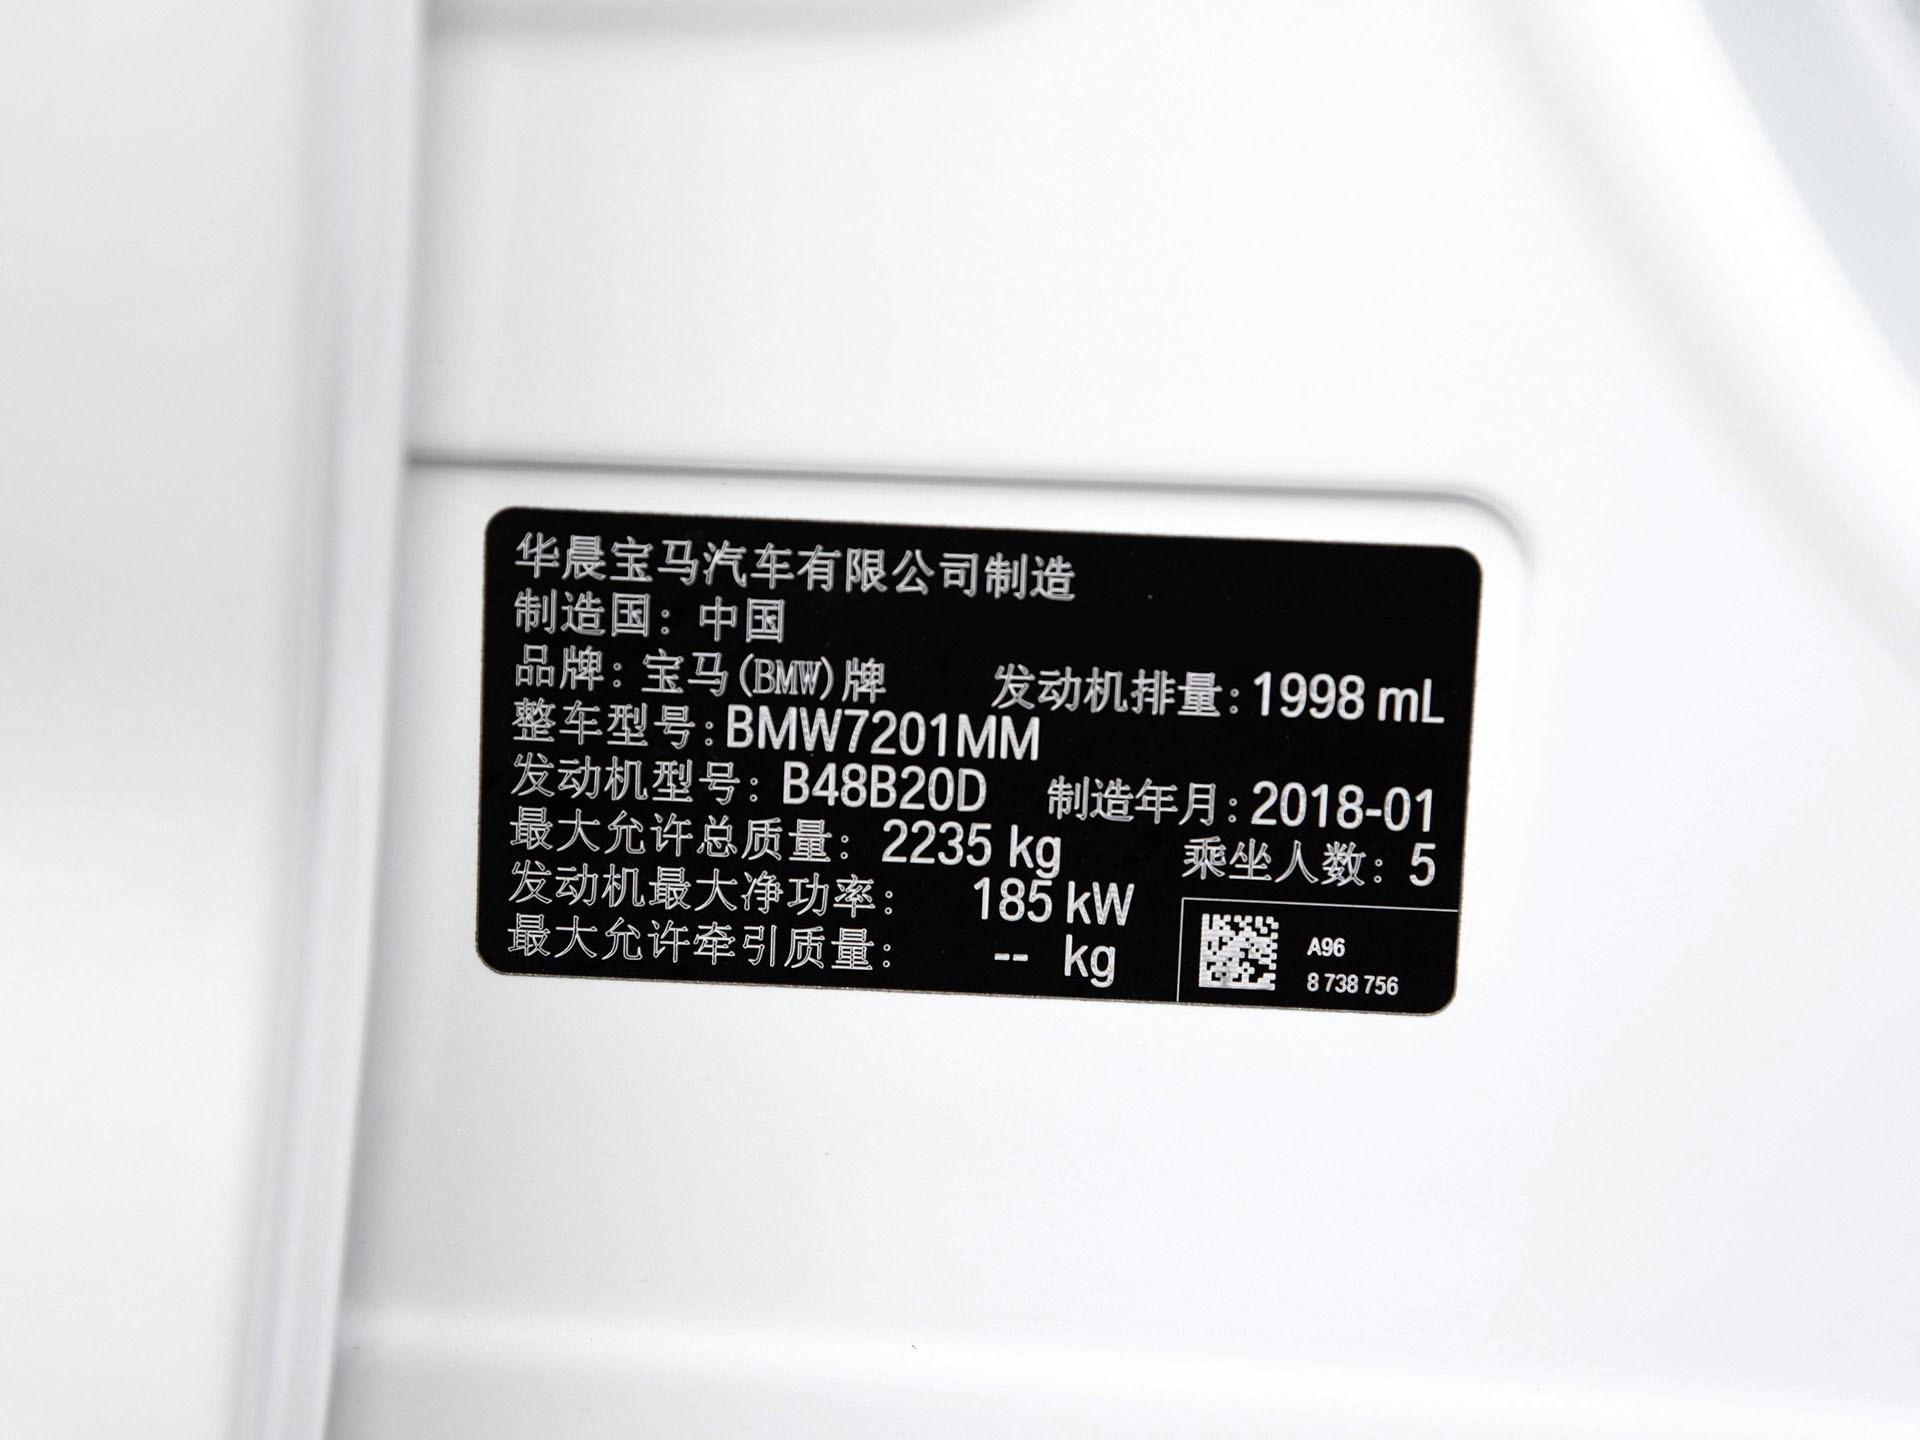 华晨宝马汽车有限公司制造
制造国：中国
品牌：宝马(BMW)牌 发动机排量：1998 mL
整车型号：BMW7201MM
发动机型号：B48B20D 制造年月：2018-01
最大允许总质量：2235 kg 乘坐人数：5
发动机最大净功率：185 kW
最大允许牵引质量：-- kg
A96
8 738 756